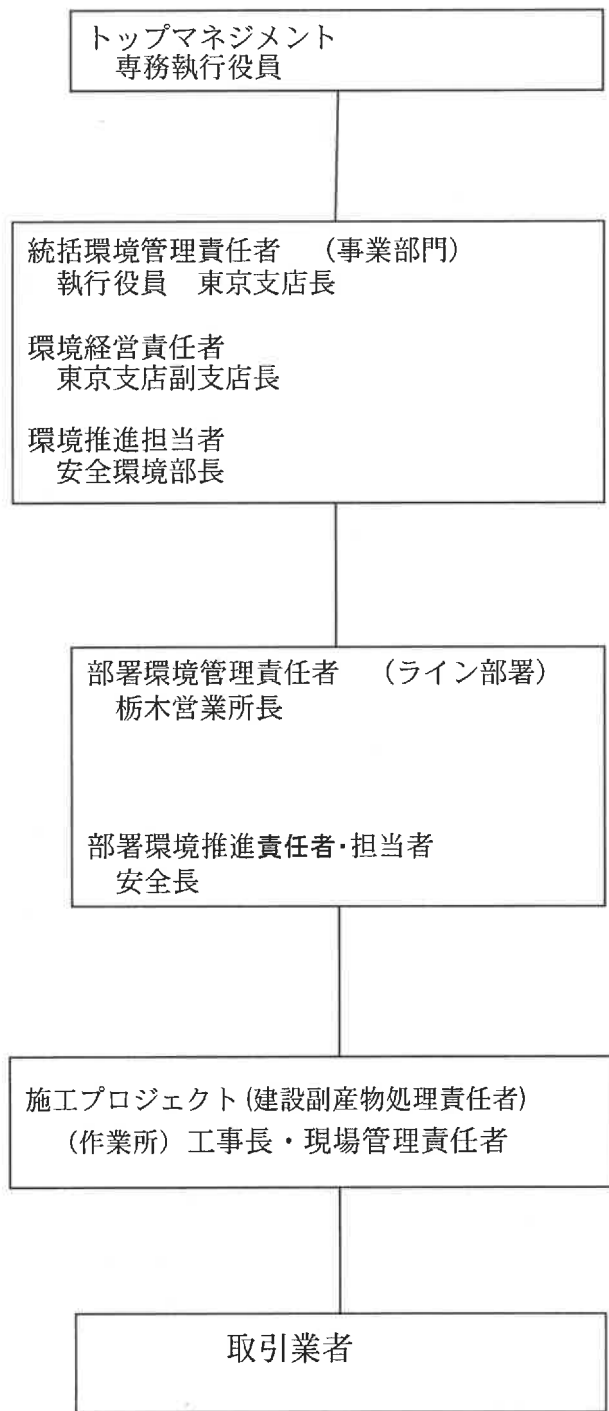 トップマネジメント
専務執行役員
統括環境管理責任者　（事業部門）
執行役員　東京支店長
環境経営責任者
東京支店副支店長
環境推進担当者
安全環境部長
部署環境管理責任者　（ライン部署）
栃木営業所長
部署環境推進責任者・担当者
安全長
施工プロジェクト(建設副産物処理責任者)
（作業所）工事長・現場管理責任者
取引業者